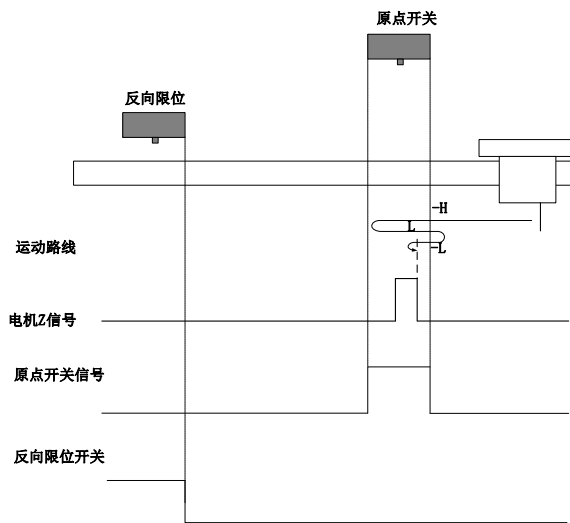 原点开关
反向限位
-H
L
运动路线
-L
电机Z信号
原点开关信号
反向限位开关